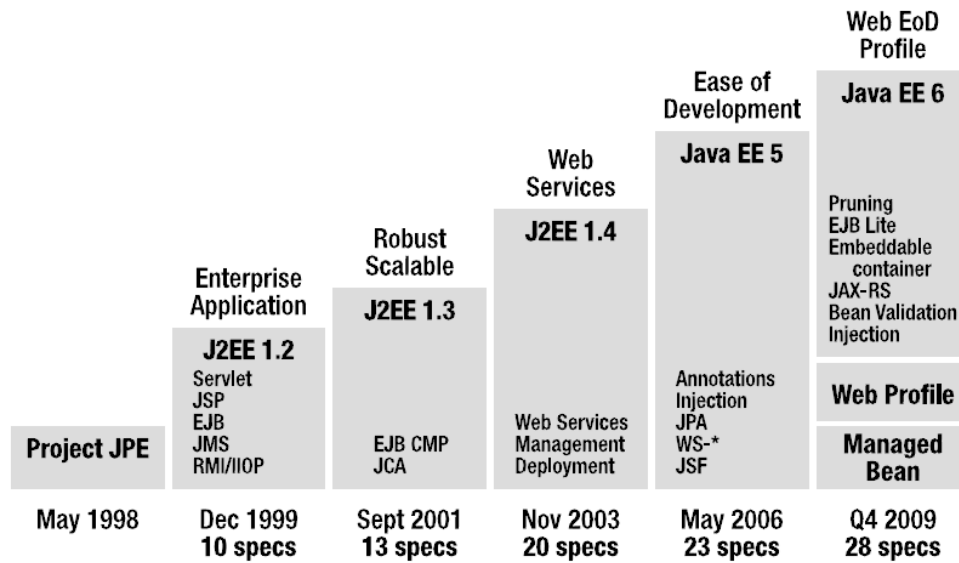 Project JPE
May 1998
Enterprise
Application
J2EE 1.2
Servlet
JSP
EJB
JMS
RMI/IIOP
Dec 1999
10 specs
Robust
Scalable
J2EE 1.3
EJB CMP
JCA
Sept 2001
13 specs
Web
Services
J2EE 1.4
Web Services
Management
Deployment
Nov 2003
20 specs
Ease of
Development
Java EE 5
Annotations
Injection
JPA
WS-*
JSF
May 2006
23 specs
Web EoD
Profile
Java EE 6
Pruning
EJB Lite
Embeddable
container
JAX-RS
Bean Validation
Injection
Web Profile
Managed
Bean
Q4 2009
28 specs